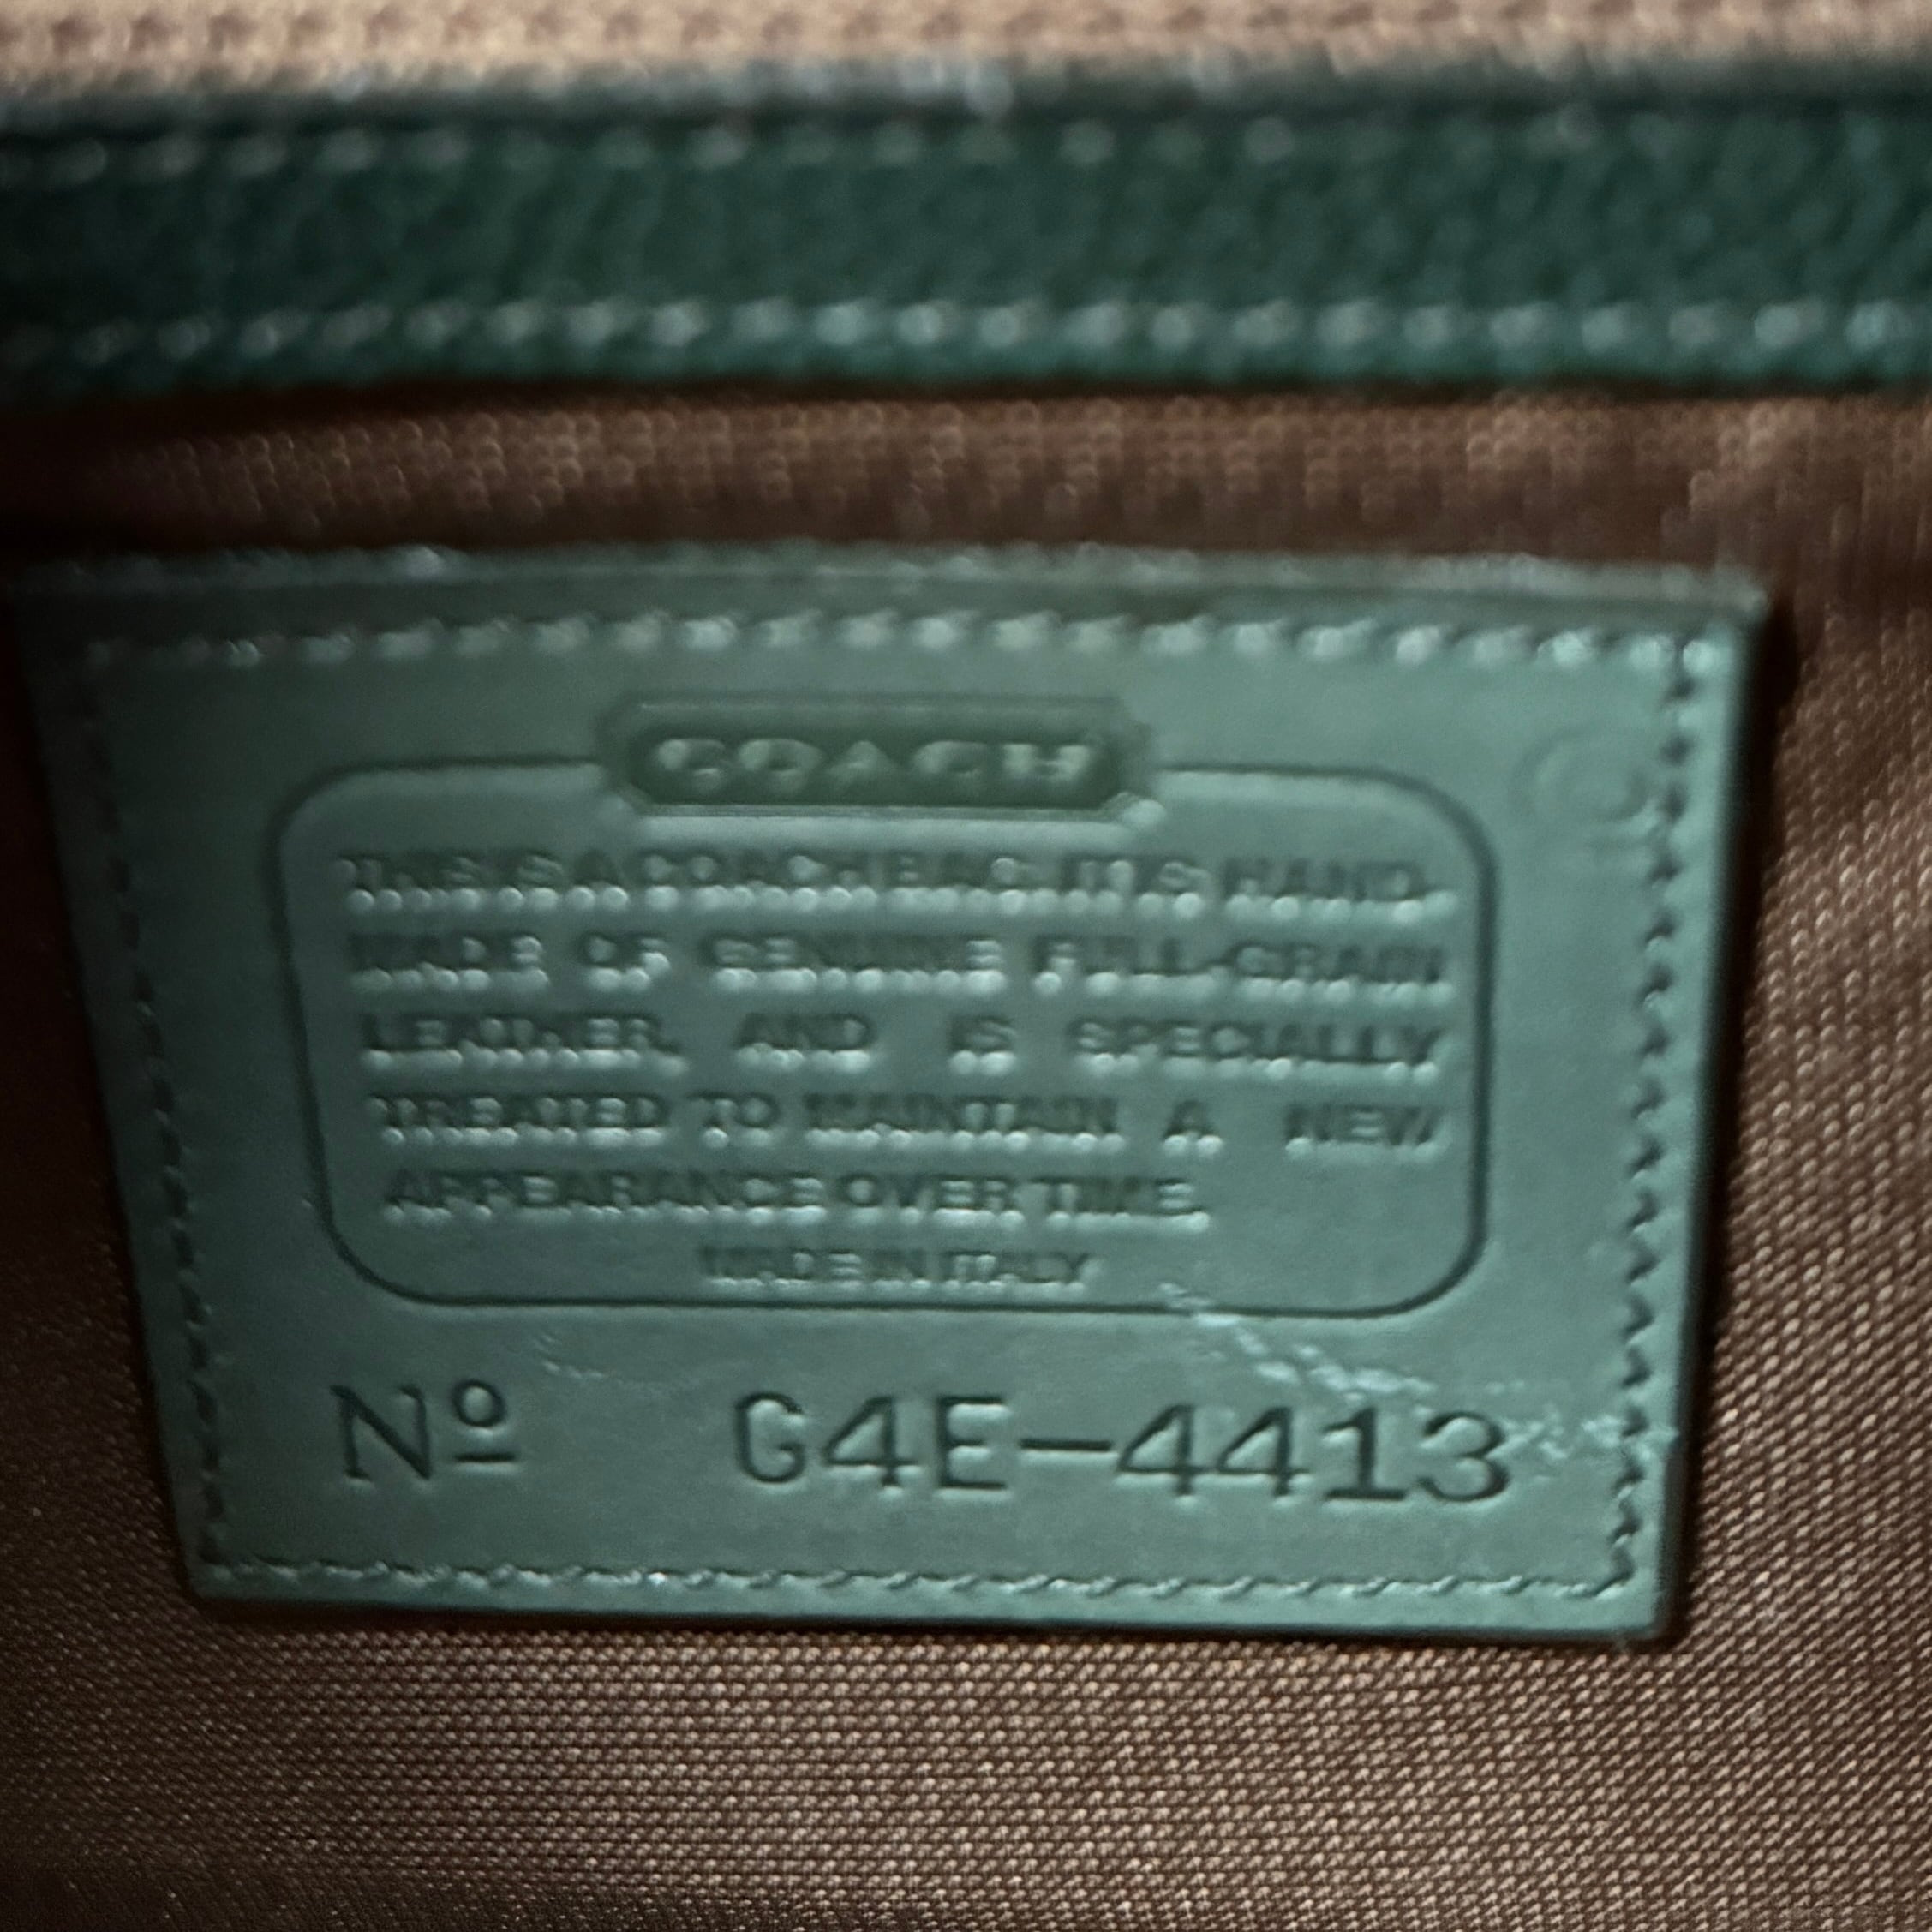 COACH
THIS IS A COACH BAG. IT IS HAND-
MADE OF GENUINE FULL-GRAIN
LEATHER, AND IS SPECIALLY
TREATED TO MAINTAIN A NEW
APPEARANCE OVER TIME.
MADE IN ITALY
Nº G4E-4413